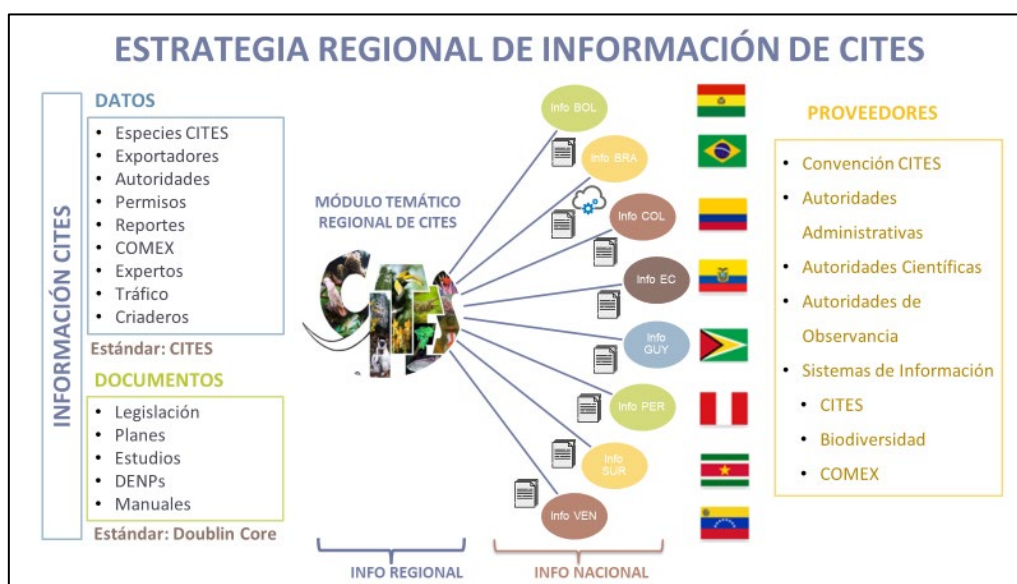 ESTRATEGIA REGIONAL DE INFORMACIÓN DE CITES
INFORMACIÓN CITES
DATOS
• Especies CITES
• Exportadores
• Autoridades
• Permisos
• Reportes
• COMEX
• Expertos
• Tráfico
• Criaderos
Estándar: CITES
DOCUMENTOS
• Legislación
• Planes
• Estudios
• DENPs
• Manuales
Estándar: Doublin Core
MÓDULO TEMÁTICO
REGIONAL DE CITES
CITES
Info BOL
Info BRA
Info COL
Info EC
Info
GUY
Info PER
Info
SUR
Info VEN
INFO REGIONAL
INFO NACIONAL
PROVEEDORES
• Convención CITES
• Autoridades
Administrativas
• Autoridades Científicas
• Autoridades de
Observancia
• Sistemas de Información
• CITES
• Biodiversidad
• COMEX